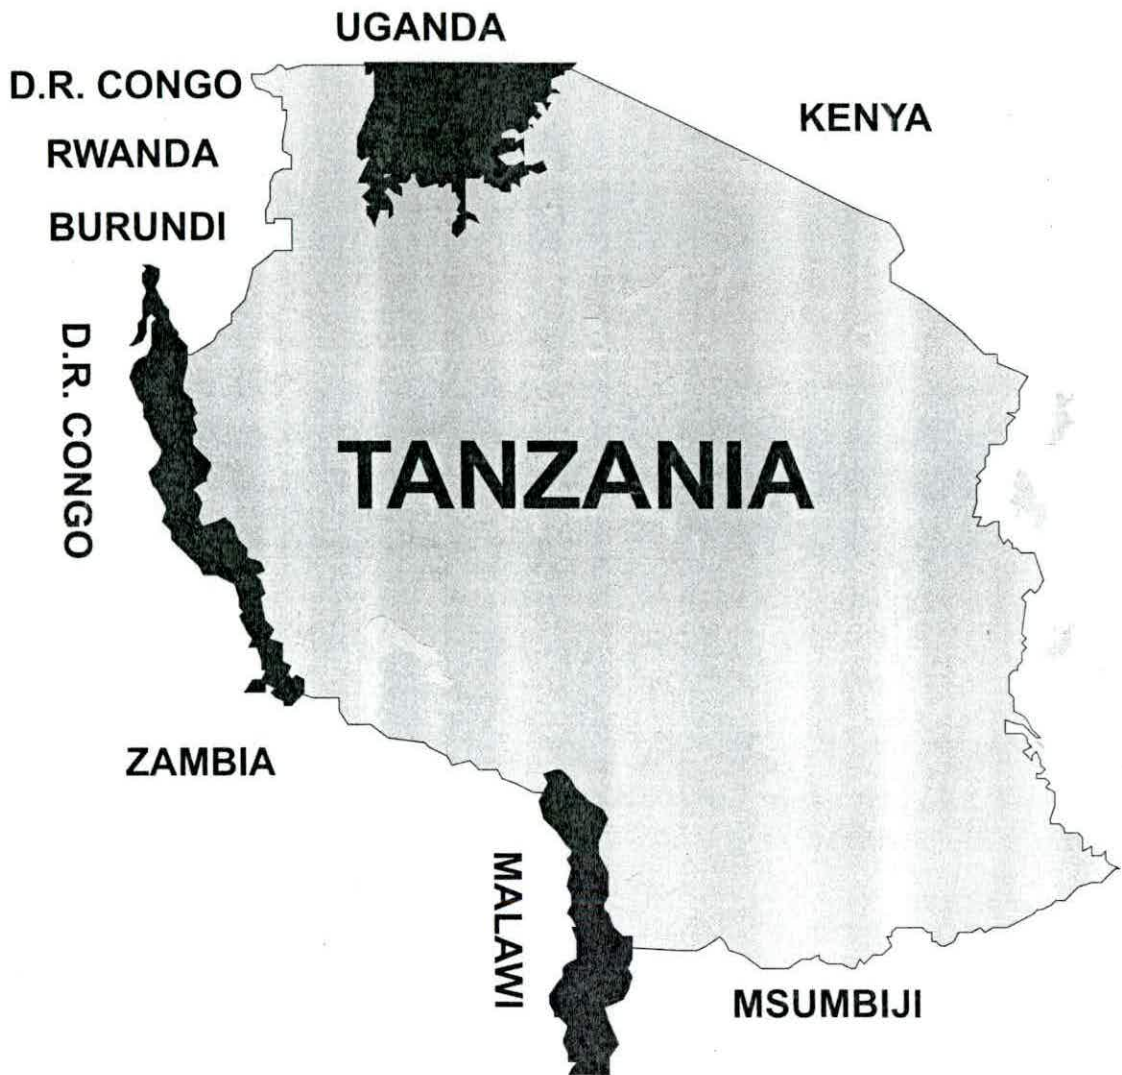 UGANDA
D.R. CONGO
KENYA
RWANDA
BURUNDI
D.R. CONGO
TANZANIA
ZAMBIA
MALAWI
MSUMBIJI